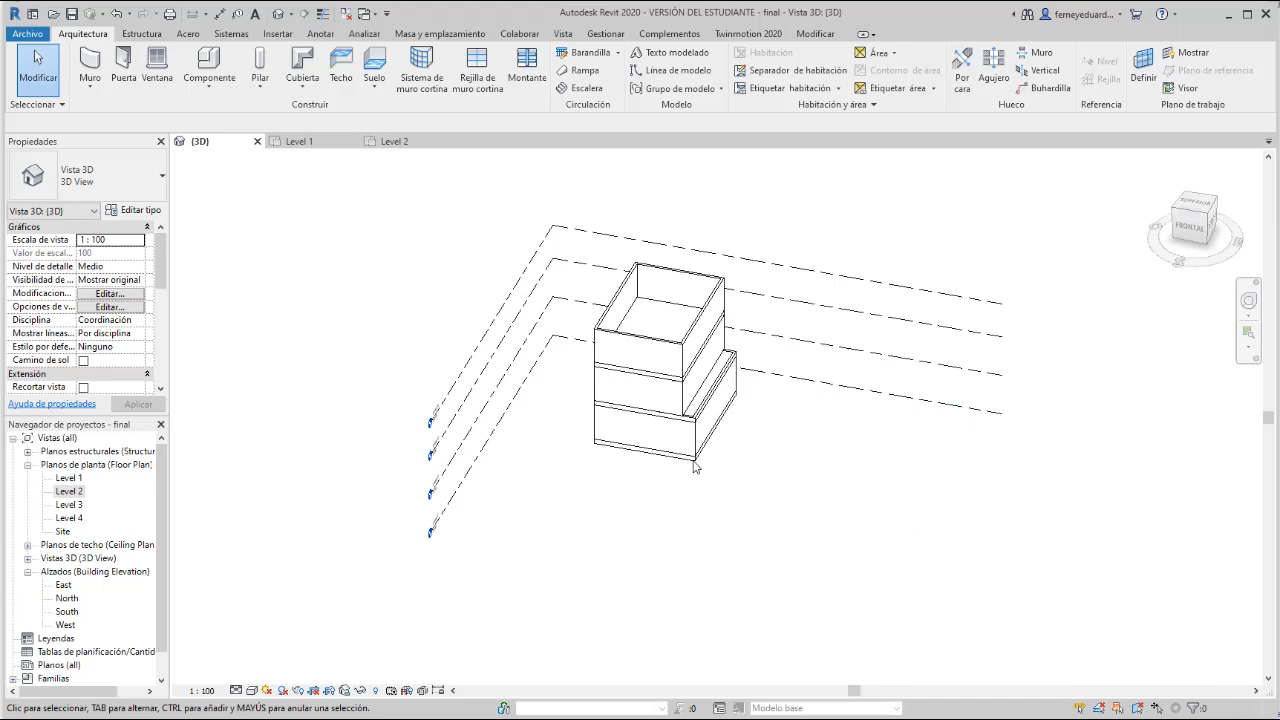 Autodesk Revit 2020 - VERSIÓN DEL ESTUDIANTE - final - Vista 3D: {3D}
ferneyeduard...
Archivo Arquitectura Estructura Acero Sistemas Insertar Anotar Analizar Masa y emplazamiento Colaborar Vista Gestionar Complementos Twinmotion 2020 Modificar
Modificar Muro Puerta Ventana Componente Pilar Cubierta Techo Suelo Sistema de muro cortina Rejilla de muro cortina Montante
Barandilla Texto modelado Habitación Área Por cara Agujero Muro Nivel Definir Mostrar
Rampa Línea de modelo Separador de habitación Contorno de área Vertical Rejilla Plano de referencia
Escalera Grupo de modelo Etiquetar habitación Etiquetar área Buhardilla Visor
Seleccionar Construir Circulación Modelo Habitación y área Hueco Referencia Plano de trabajo
Propiedades
{3D} Level 1 Level 2
Vista 3D
3D View
Vista 3D: {3D} Editar tipo
Gráficos
Escala de vista 1 : 100
Valor de escal... 100
Nivel de detalle Medio
Visibilidad de ... Mostrar original
Modificacion... Editar...
Opciones de v... Editar...
Disciplina Coordinación
Mostrar líneas... Por disciplina
Estilo por defe... Ninguno
Camino de sol
Extensión
Recortar vista
Ayuda de propiedades Aplicar
Navegador de proyectos - final
Vistas (all)
Planos estructurales (Structur
Planos de planta (Floor Plan)
Level 1
Level 2
Level 3
Level 4
Site
Planos de techo (Ceiling Plan
Vistas 3D (3D View)
Alzados (Building Elevation)
East
North
South
West
Leyendas
Tablas de planificación/Cantid
Planos (all)
Familias
SUPERIOR
FRONTAL
1 : 100
Clic para seleccionar, TAB para alternar, CTRL para añadir y MAYÚS para anular una selección.
:0
Modelo base
:0